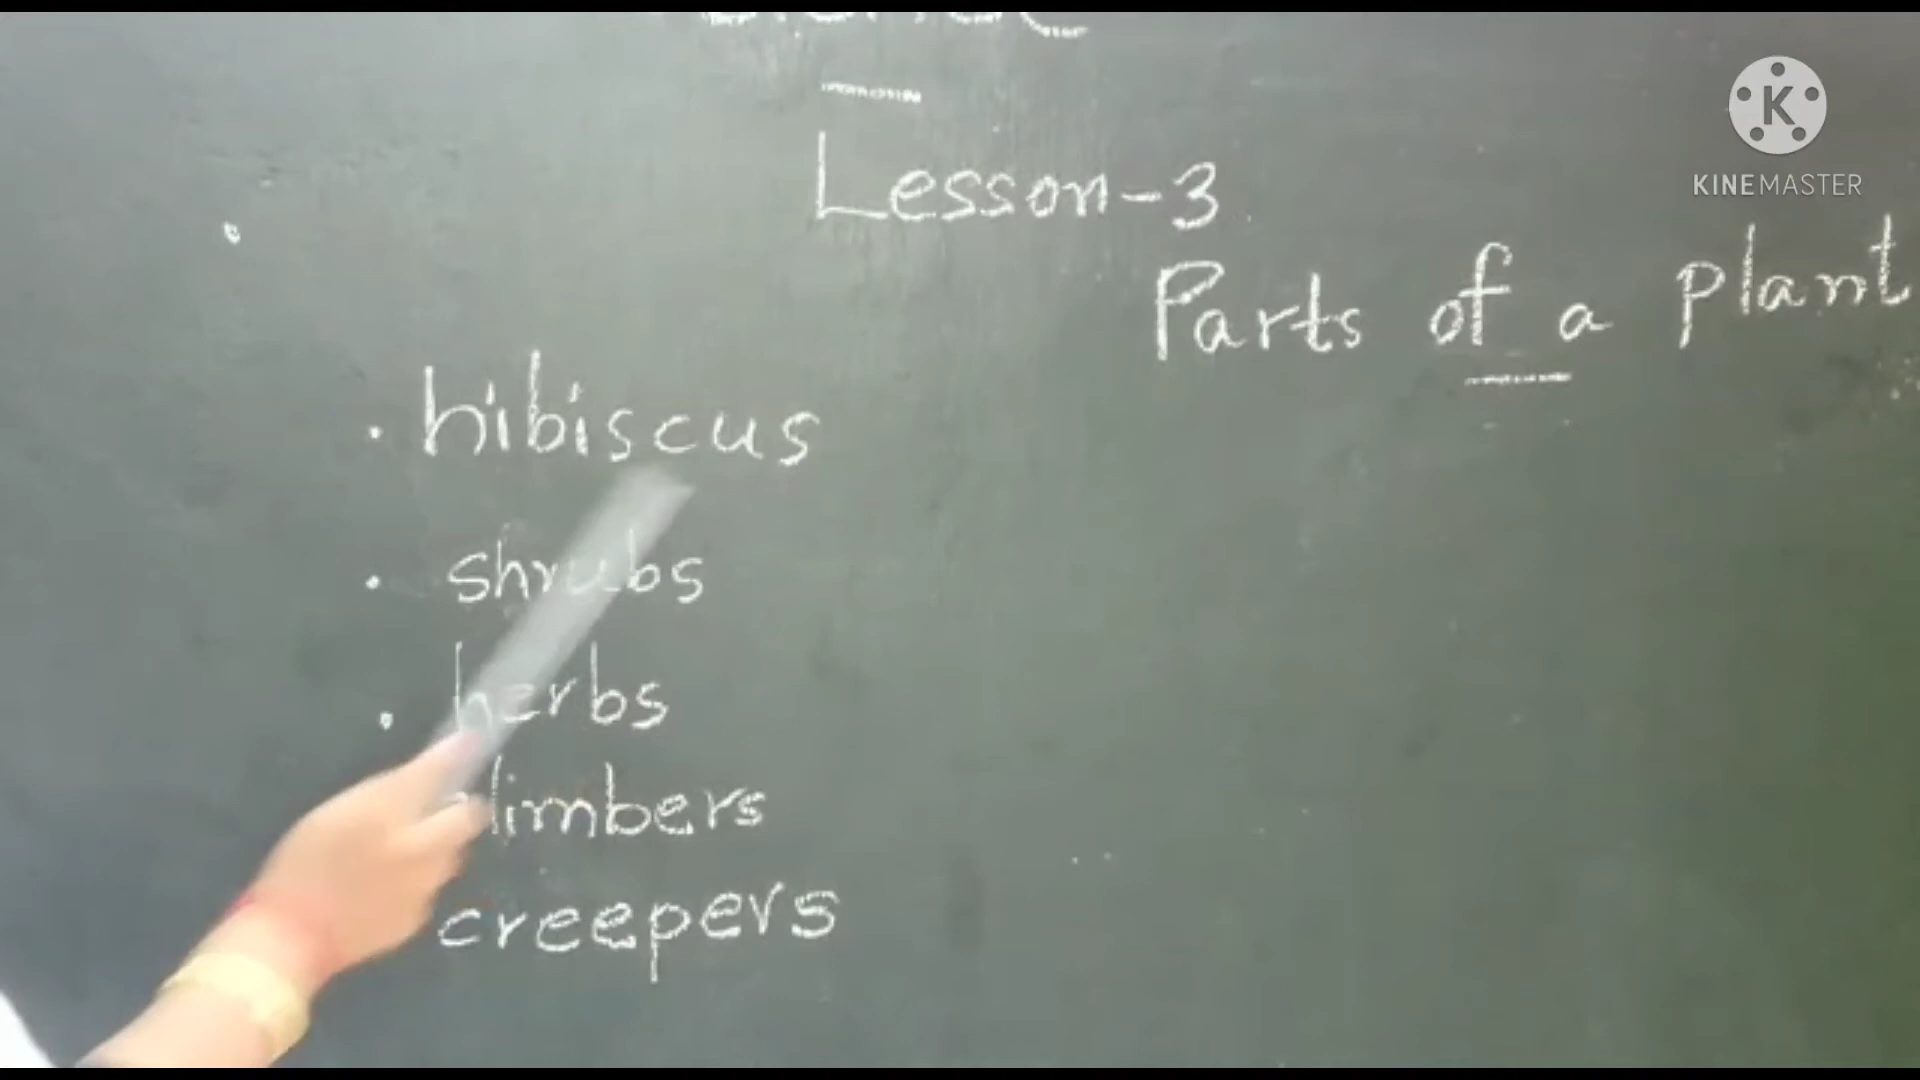 Lesson-3
Parts of a plant
KINEMASTER
. hibiscus
. shrubs
. herbs
climbers
creepers